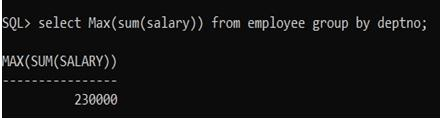 SQL> select Max(sum(salary)) from employee group by deptno;
MAX(SUM(SALARY))
----------------
230000